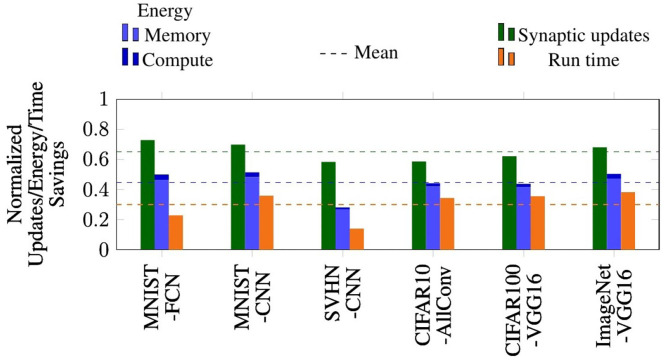 Energy
Memory
Compute
Mean
Synaptic updates
Run time
Normalized
Updates/Energy/Time
Savings
1
0.8
0.6
0.4
0.2
0
MNIST
-FCN
MNIST
-CNN
SVHN
-CNN
CIFAR10
-AllConv
CIFAR100
-VGG16
ImageNet
-VGG16